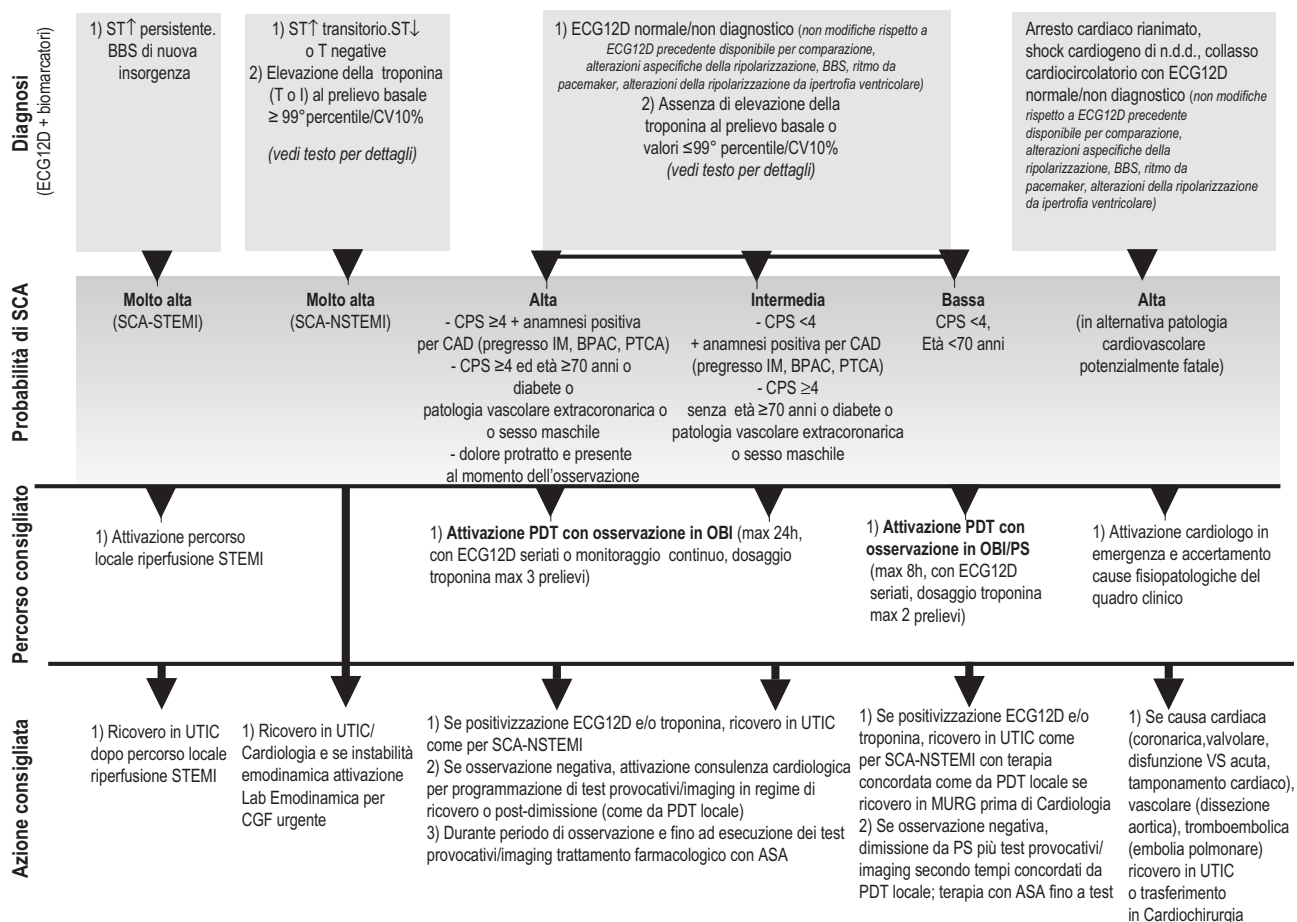 Diagnosi
(ECG12D + biomarcatori)
1) ST↑ persistente.
BBS di nuova
insorgenza
1) ST↑ transitorio.ST↓
o T negative
2) Elevazione della troponina
(T o I) al prelievo basale
≥ 99°percentile/CV10%
(vedi testo per dettagli)
1) ECG12D normale/non diagnostico (non modifiche rispetto a
ECG12D precedente disponibile per comparazione,
alterazioni aspecifiche della ripolarizzazione, BBS, ritmo da
pacemaker, alterazioni della ripolarizzazione da ipertrofia ventricolare)
2) Assenza di elevazione della
troponina al prelievo basale o
valori ≤99° percentile/CV10%
(vedi testo per dettagli)
Arresto cardiaco rianimato,
shock cardiogeno di n.d.d., collasso
cardiocircolatorio con ECG12D
normale/non diagnostico (non modifiche
rispetto a ECG12D precedente
disponibile per comparazione,
alterazioni aspecifiche della
ripolarizzazione, BBS, ritmo da
pacemaker, alterazioni della ripolarizzazione
da ipertrofia ventricolare)
Probabilità di SCA
Molto alta
(SCA-STEMI)
Molto alta
(SCA-NSTEMI)
Alta
- CPS ≥4 + anamnesi positiva
per CAD (pregresso IM, BPAC, PTCA)
- CPS ≥4 ed età ≥70 anni o
diabete o
patologia vascolare extracoronarica o
o sesso maschile
- dolore protratto e presente
al momento dell'osservazione
Intermedia
- CPS <4
+ anamnesi positiva per CAD
(pregresso IM, BPAC, PTCA)
- CPS ≥4
senza età ≥70 anni o diabete o
patologia vascolare extracoronarica
o sesso maschile
Bassa
CPS <4,
Età <70 anni
Alta
(in alternativa patologia
cardiovascolare
potenzialmente fatale)
Percorso consigliato
1) Attivazione percorso
locale riperfusione STEMI
1) Attivazione PDT con osservazione in OBI (max 24h,
con ECG12D seriati o monitoraggio continuo, dosaggio
troponina max 3 prelievi)
1) Attivazione PDT con
osservazione in OBI/PS
(max 8h, con ECG12D
seriati, dosaggio troponina
max 2 prelievi)
1) Attivazione cardiologo in
emergenza e accertamento
cause fisiopatologiche del
quadro clinico
Azione consigliata
1) Ricovero in UTIC
dopo percorso locale
riperfusione STEMI
1) Ricovero in UTIC/
Cardiologia e se instabilità
emodinamica attivazione
Lab Emodinamica per
CGF urgente
1) Se positivizzazione ECG12D e/o troponina, ricovero in UTIC
come per SCA-NSTEMI
2) Se osservazione negativa, attivazione consulenza cardiologica
per programmazione di test provocativi/imaging in regime di
ricovero o post-dimissione (come da PDT locale)
3) Durante periodo di osservazione e fino ad esecuzione dei test
provocativi/imaging trattamento farmacologico con ASA
1) Se positivizzazione ECG12D e/o
troponina, ricovero in UTIC come
per SCA-NSTEMI con terapia
concordata come da PDT locale se
ricovero in MURG prima di Cardiologia
2) Se osservazione negativa,
dimissione da PS più test provocativi/
imaging secondo tempi concordati da
PDT locale; terapia con ASA fino a test
1) Se causa cardiaca
(coronarica,valvolare,
disfunzione VS acuta,
tamponamento cardiaco),
vascolare (dissezione
aortica), tromboembolica
(embolia polmonare)
ricovero in UTIC
o trasferimento
in Cardiochirurgia